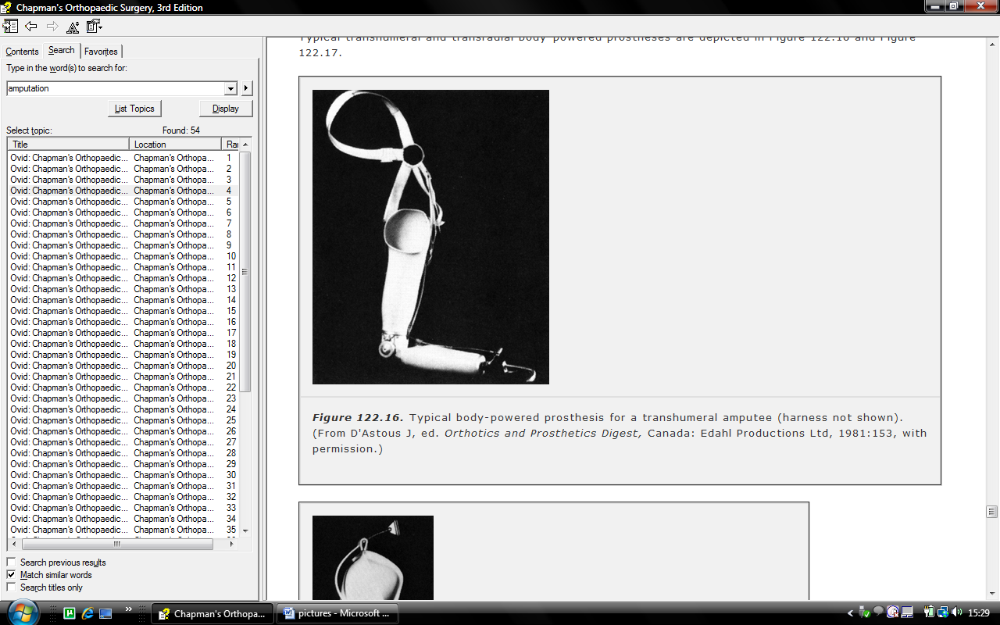 Chapman's Orthopaedic Surgery, 3rd Edition
Contents Search Favorites
Type in the word(s) to search for:
amputation
List Topics Display
Select topic: Found: 54
Title Location Ra
Ovid: Chapman's Orthopaedic... Chapman's Orthopa... 1
Ovid: Chapman's Orthopaedic... Chapman's Orthopa... 2
Ovid: Chapman's Orthopaedic... Chapman's Orthopa... 3
Ovid: Chapman's Orthopaedic... Chapman's Orthopa... 4
Ovid: Chapman's Orthopaedic... Chapman's Orthopa... 5
Ovid: Chapman's Orthopaedic... Chapman's Orthopa... 6
Ovid: Chapman's Orthopaedic... Chapman's Orthopa... 7
Ovid: Chapman's Orthopaedic... Chapman's Orthopa... 8
Ovid: Chapman's Orthopaedic... Chapman's Orthopa... 9
Ovid: Chapman's Orthopaedic... Chapman's Orthopa... 10
Ovid: Chapman's Orthopaedic... Chapman's Orthopa... 11
Ovid: Chapman's Orthopaedic... Chapman's Orthopa... 12
Ovid: Chapman's Orthopaedic... Chapman's Orthopa... 13
Ovid: Chapman's Orthopaedic... Chapman's Orthopa... 14
Ovid: Chapman's Orthopaedic... Chapman's Orthopa... 15
Ovid: Chapman's Orthopaedic... Chapman's Orthopa... 16
Ovid: Chapman's Orthopaedic... Chapman's Orthopa... 17
Ovid: Chapman's Orthopaedic... Chapman's Orthopa... 18
Ovid: Chapman's Orthopaedic... Chapman's Orthopa... 19
Ovid: Chapman's Orthopaedic... Chapman's Orthopa... 20
Ovid: Chapman's Orthopaedic... Chapman's Orthopa... 21
Ovid: Chapman's Orthopaedic... Chapman's Orthopa... 22
Ovid: Chapman's Orthopaedic... Chapman's Orthopa... 23
Ovid: Chapman's Orthopaedic... Chapman's Orthopa... 24
Ovid: Chapman's Orthopaedic... Chapman's Orthopa... 25
Ovid: Chapman's Orthopaedic... Chapman's Orthopa... 26
Ovid: Chapman's Orthopaedic... Chapman's Orthopa... 27
Ovid: Chapman's Orthopaedic... Chapman's Orthopa... 28
Ovid: Chapman's Orthopaedic... Chapman's Orthopa... 29
Ovid: Chapman's Orthopaedic... Chapman's Orthopa... 30
Ovid: Chapman's Orthopaedic... Chapman's Orthopa... 31
Ovid: Chapman's Orthopaedic... Chapman's Orthopa... 32
Ovid: Chapman's Orthopaedic... Chapman's Orthopa... 33
Ovid: Chapman's Orthopaedic... Chapman's Orthopa... 34
Ovid: Chapman's Orthopaedic... Chapman's Orthopa... 35
Search previous results
Match similar words
Search titles only
Typical transhumeral and transradial body-powered prostheses are depicted in Figure 122.16 and Figure
122.17.
Figure 122.16. Typical body-powered prosthesis for a transhumeral amputee (harness not shown).
(From D'Astous J, ed. Orthotics and Prosthetics Digest, Canada: Edahl Productions Ltd, 1981:153, with
permission.)
Chapman's Orthopa... pictures - Microsoft ... 15:29